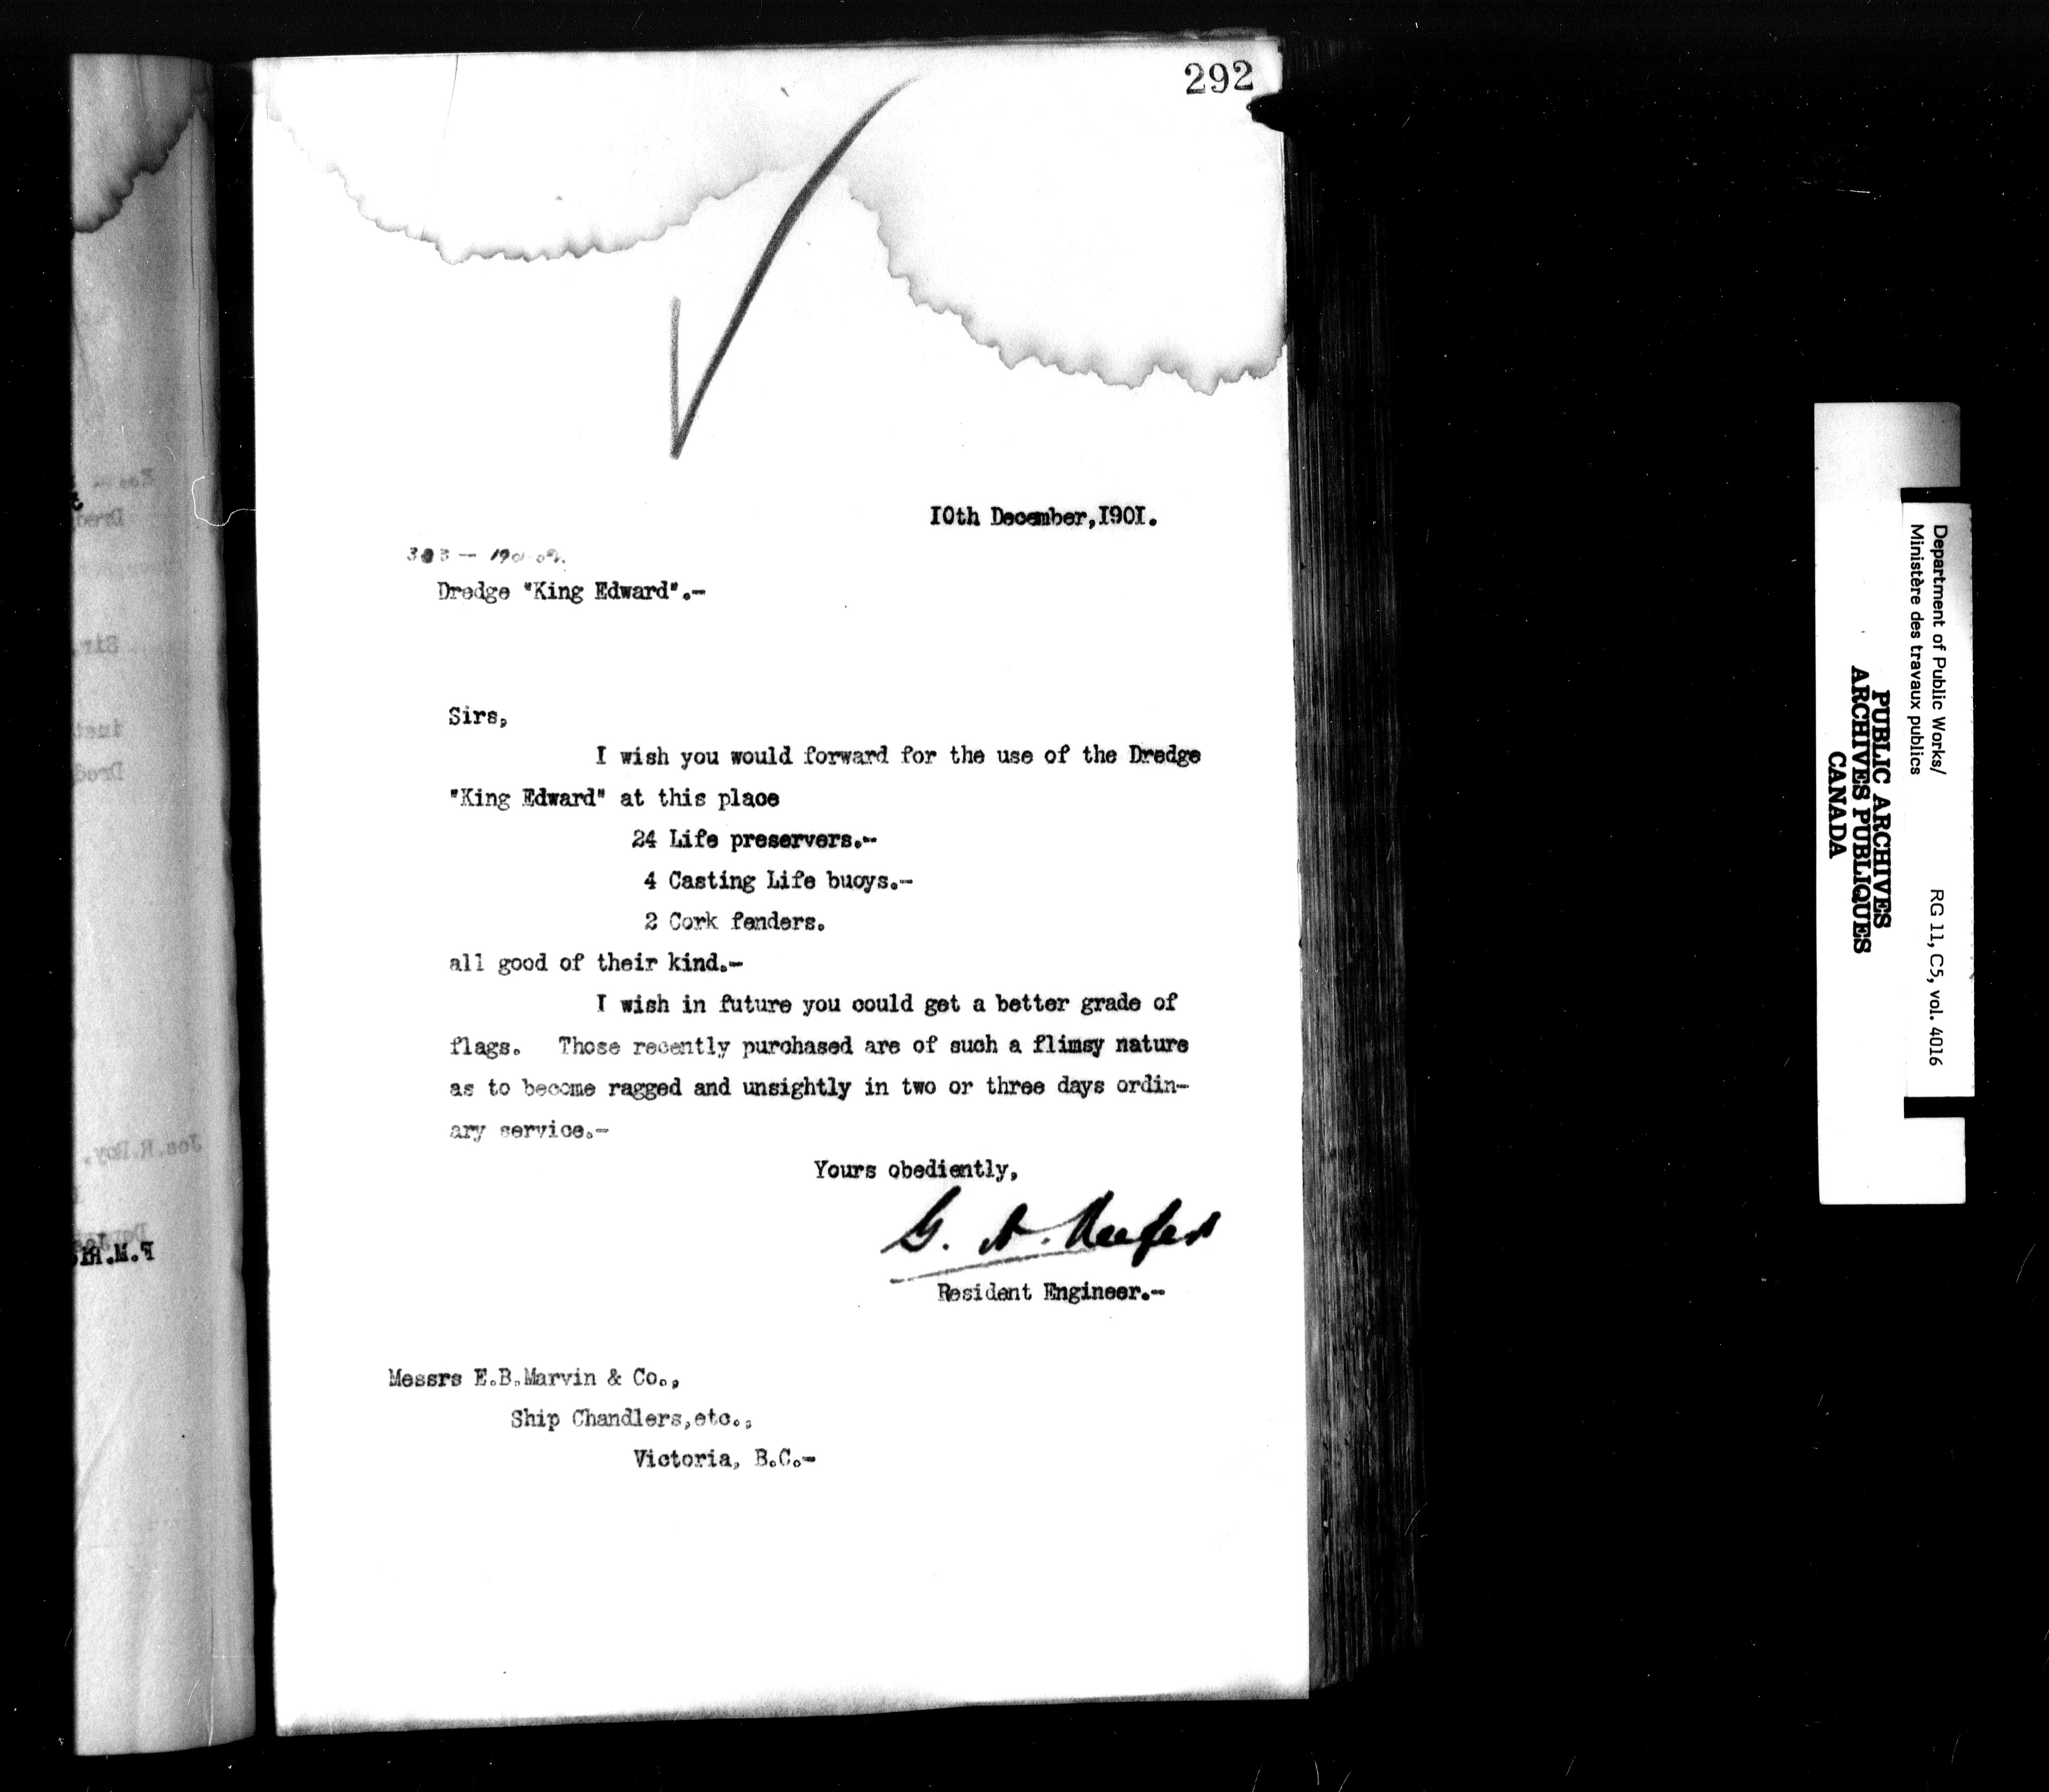 292
10th December,1901.
Dredge "King Edward".-
Sirs,
I wish you would forward for the use of the Dredge
"King Edward" at this place
24 Life preservers.-
4 Casting Life buoys.-
2 Cork fenders.
all good of their kind.-
I wish in future you could get a better grade of
flags. Those recently purchased are of such a flimsy nature
as to become ragged and unsightly in two or three days ordin-
ary service.-
Yours obediently,
G. A. Keefer
Resident Engineer.-
Messrs E.B.Marvin & Co.,
Ship Chandlers,etc.,
Victoria, B.C.-
Department of Public Works/
Ministère des travaux publics
RG 11, C5, vol. 4016
PUBLIC ARCHIVES
ARCHIVES PUBLIQUES
CANADA